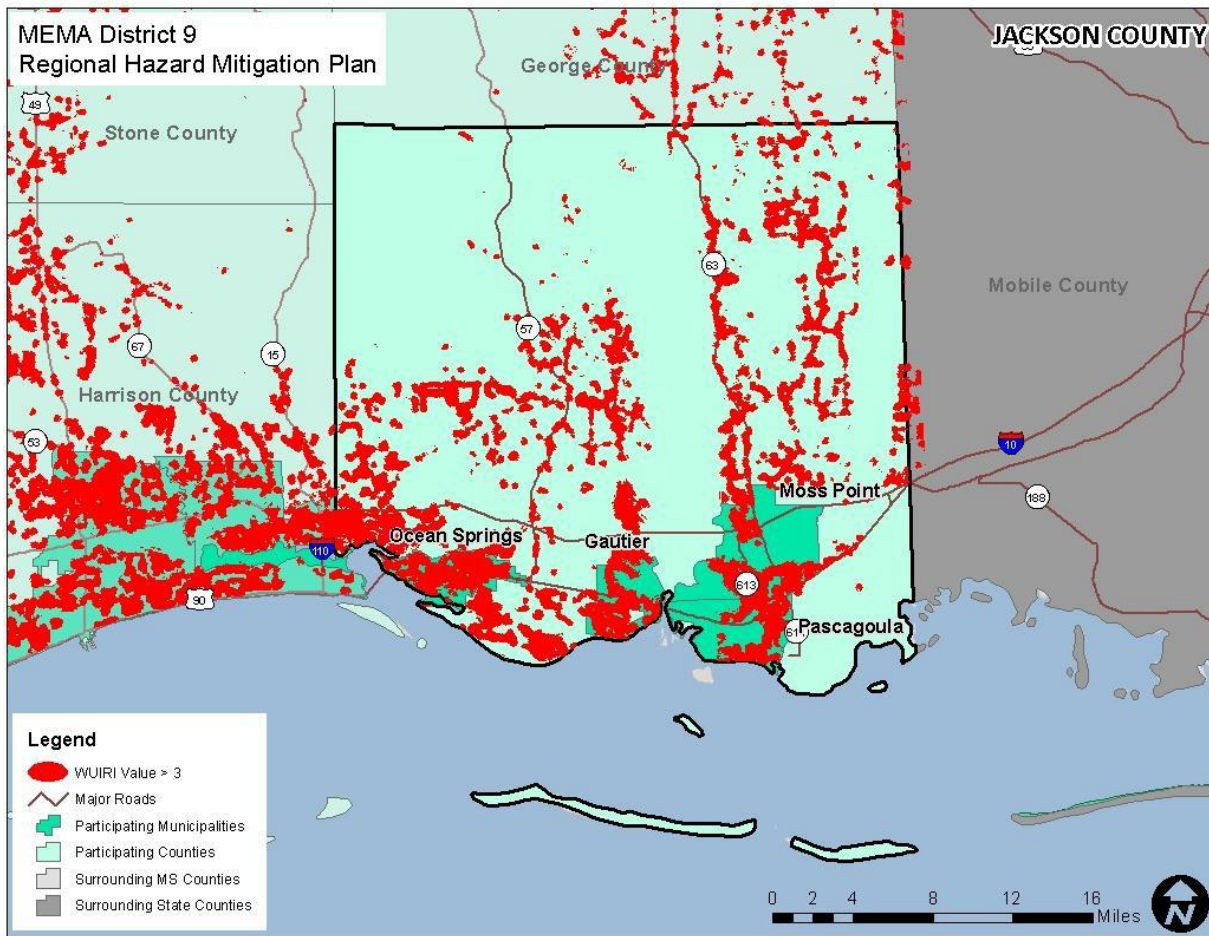 MEMA District 9
Regional Hazard Mitigation Plan
JACKSON COUNTY
George County
49
Stone County
63
Mobile County
57
67
15
Harrison County
53
10
188
Moss Point
Ocean Springs
Gautier
110
613
90
Pascagoula
Legend
WUIRI Value > 3
Major Roads
Participating Municipalities
Participating Counties
Surrounding MS Counties
Surrounding State Counties
0 2 4 8 12 16
Miles
N